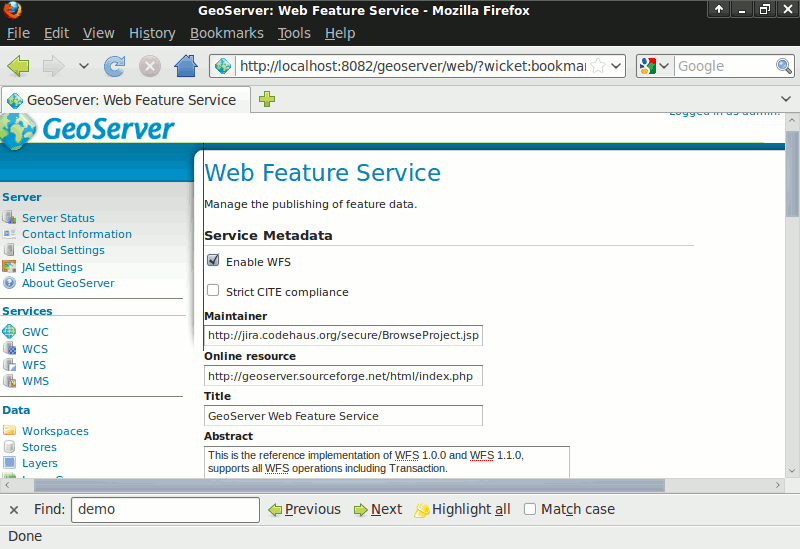 GeoServer: Web Feature Service - Mozilla Firefox
File Edit View History Bookmarks Tools Help
http://localhost:8082/geoserver/web/?wicket:bookmar
Google
GeoServer: Web Feature Service
Logged in as admin.
GeoServer
Server
Server Status
Contact Information
Global Settings
JAI Settings
About GeoServer
Services
GWC
WCS
WFS
WMS
Data
Workspaces
Stores
Layers
Web Feature Service
Manage the publishing of feature data.
Service Metadata
Enable WFS
Strict CITE compliance
Maintainer
http://jira.codehaus.org/secure/BrowseProject.jsp
Online resource
http://geoserver.sourceforge.net/html/index.php
Title
GeoServer Web Feature Service
Abstract
This is the reference implementation of WFS 1.0.0 and WFS 1.1.0,
supports all WFS operations including Transaction.
Find: demo Previous Next Highlight all Match case
Done